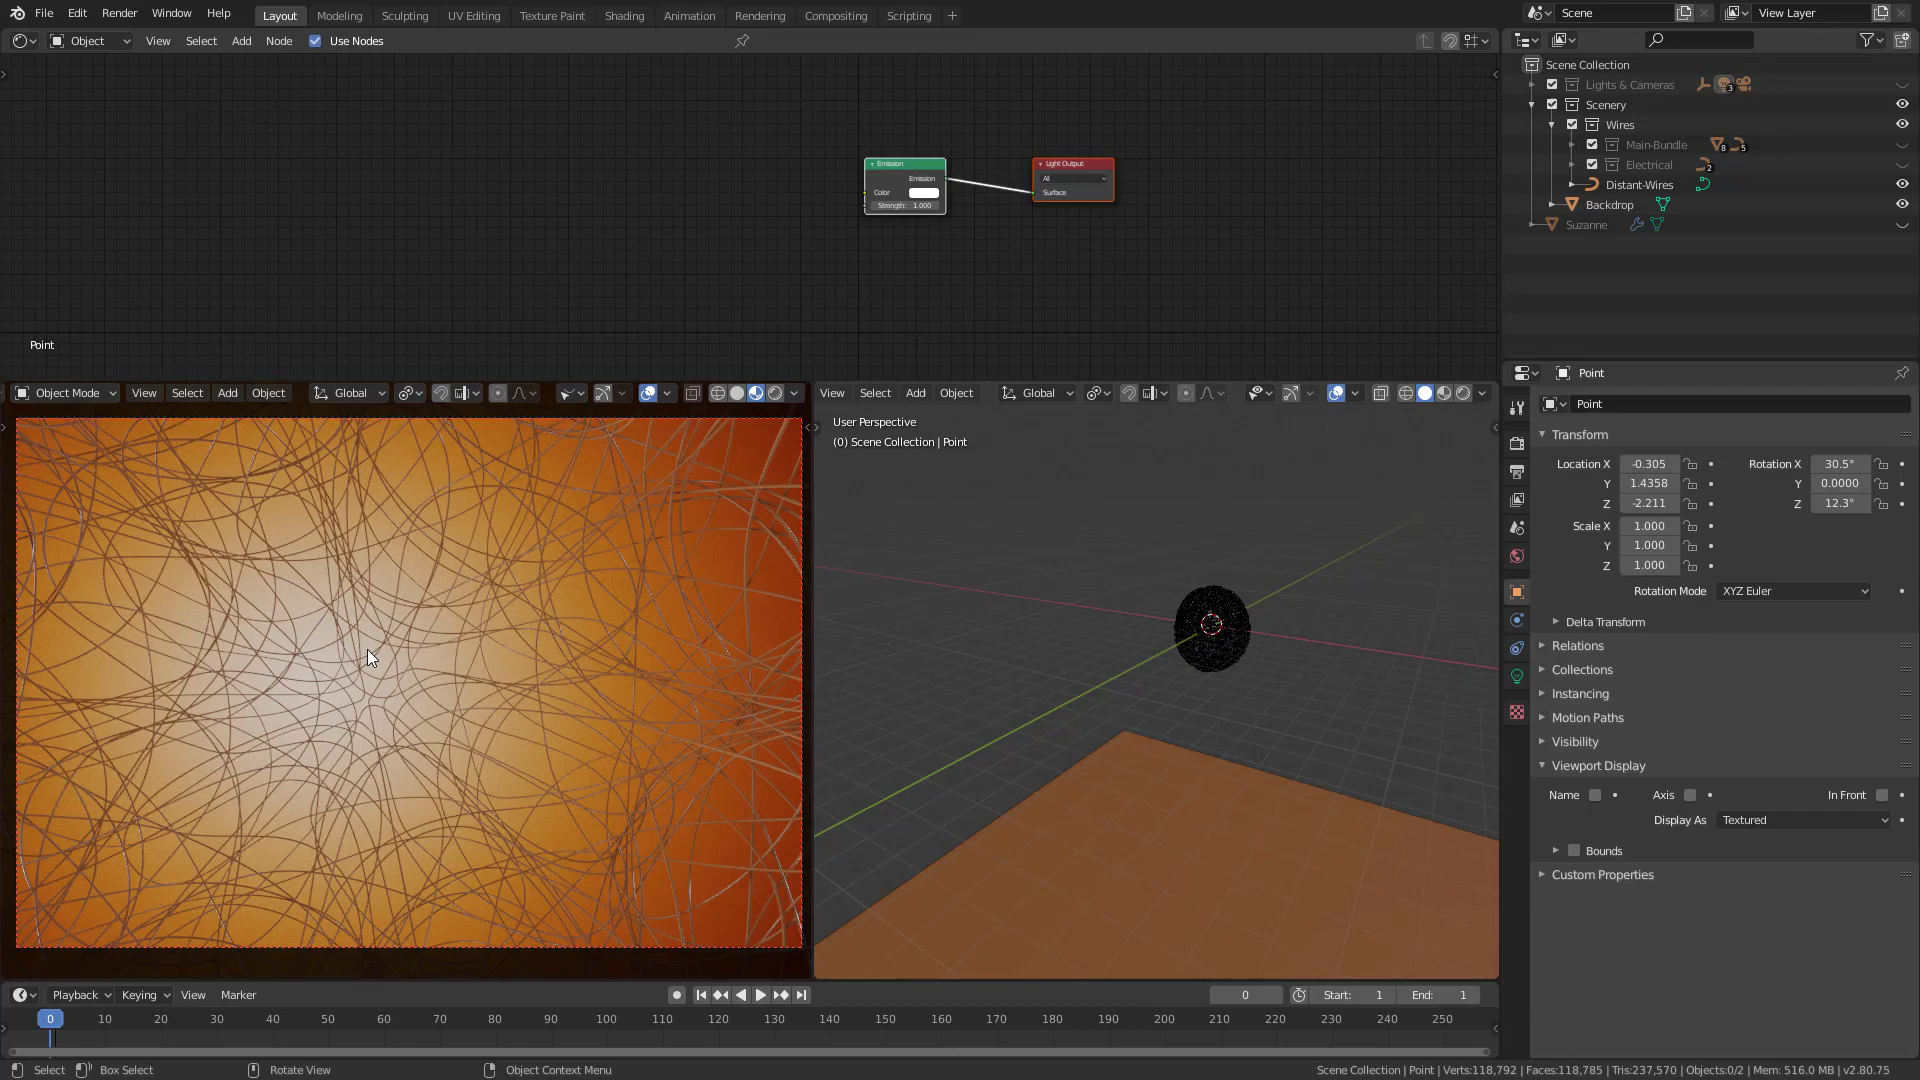 File Edit Render Window Help Layout Modeling Sculpting UV Editing Texture Paint Shading Animation Rendering Compositing Scripting + Scene View Layer
Object View Select Add Object Node Use Nodes
Scene Collection
Lights & Cameras 3
Scenery
Wires
Main-Bundle 8 5
Electrical 2
Distant-Wires
Backdrop
Suzanne
Emission
Emission
Color
Strength: 1.000
Light Output
All
Surface
Point
Object Mode View Select Add Object Global
View Select Add Object Global
User Perspective
(0) Scene Collection | Point
Point
Point
Transform
Location X -0.305 Rotation X 30.5°
Y 1.4358 Y 0.0000
Z -2.211 Z 12.3°
Scale X 1.000
Y 1.000
Z 1.000
Rotation Mode XYZ Euler
Delta Transform
Relations
Collections
Instancing
Motion Paths
Visibility
Viewport Display
Name Axis In Front
Display As Textured
Bounds
Custom Properties
Playback Keying View Marker 0 Start: 1 End: 1
0 10 20 30 40 50 60 70 80 90 100 110 120 130 140 150 160 170 180 190 200 210 220 230 240 250
Select Box Select Rotate View Object Context Menu Scene Collection | Point | Verts:118,792 | Faces:118,785 | Tris:237,570 | Objects:0/2 | Mem: 516.0 MB | v2.80.75